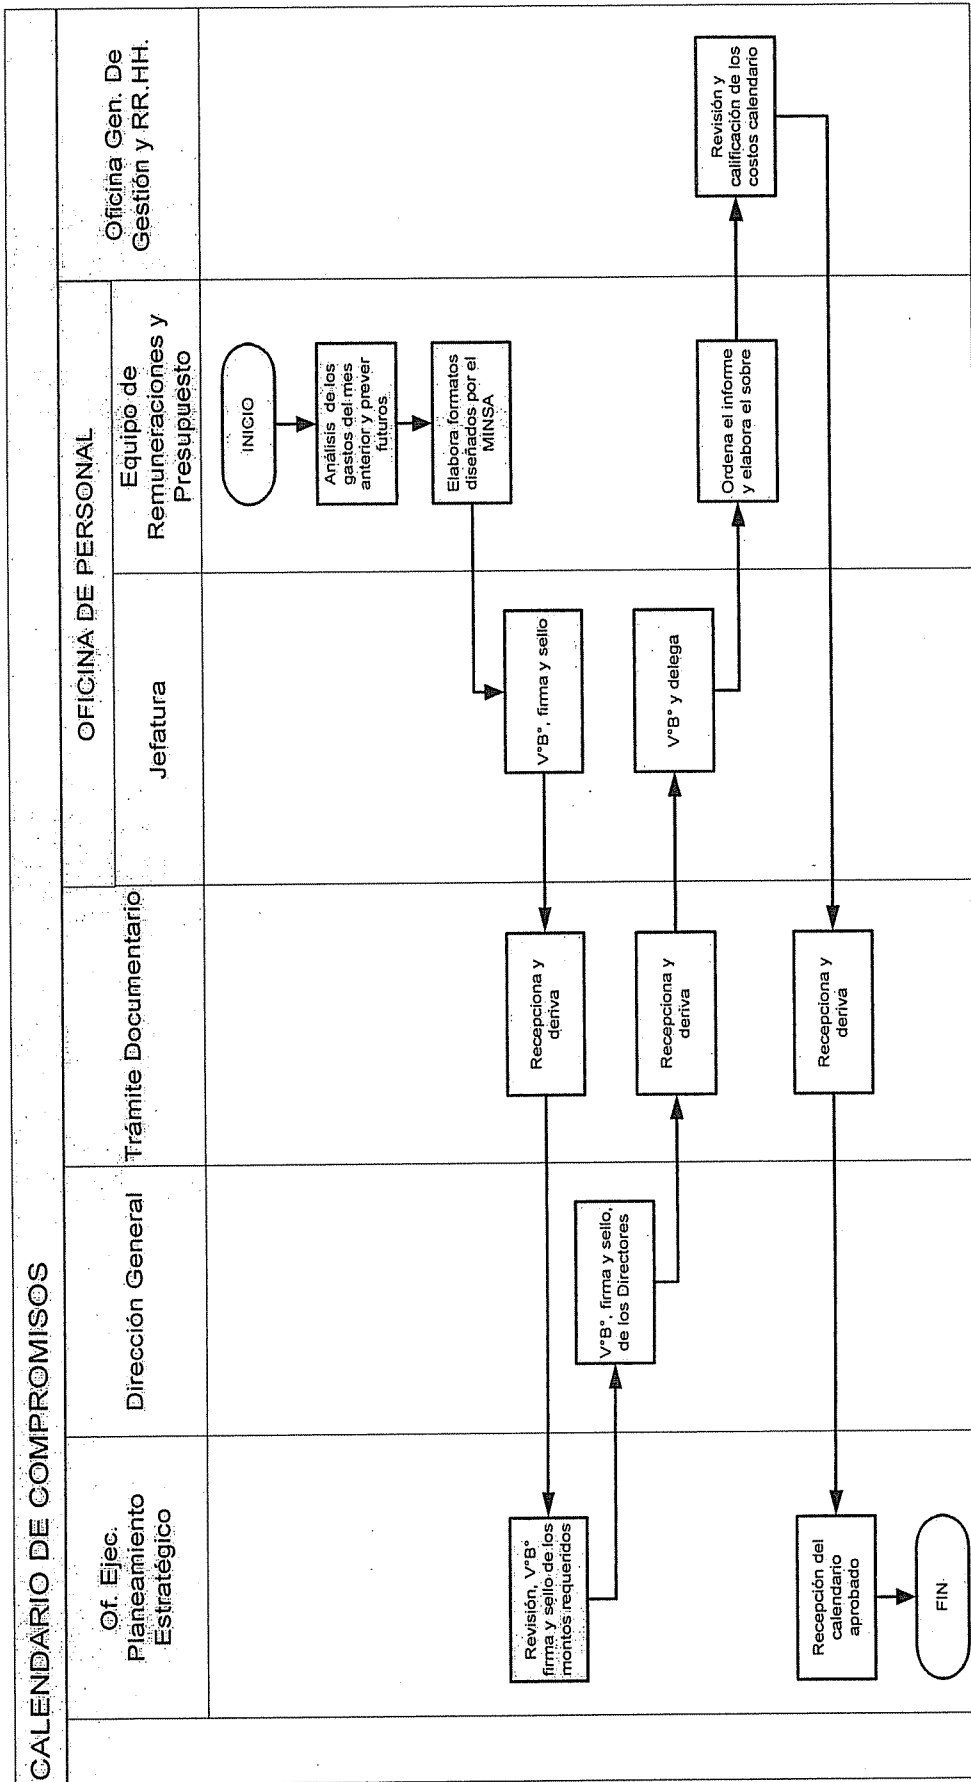 CALENDARIO DE COMPROMISOS
Of. Ejec.
Planeamiento
Estratégico
Dirección General
Trámite Documentario
OFICINA DE PERSONAL
Jefatura
Equipo de
Remuneraciones y
Presupuesto
Oficina Gen. De
Gestión y RR.HH.
INICIO
Análisis de los
gastos del mes
anterior y prever
futuros
Elabora formatos
diseñados por el
MINSA
V°B°, firma y sello
Recepciona y
deriva
Revisión, V°B°
firma y sello de los
montos requeridos
V°B°, firma y sello,
de los Directores
Recepciona y
deriva
V°B° y delega
Ordena el informe
y elabora el sobre
Revisión y
calificación de los
costos calendario
Recepciona y
deriva
Recepción del
calendario
aprobado
FIN